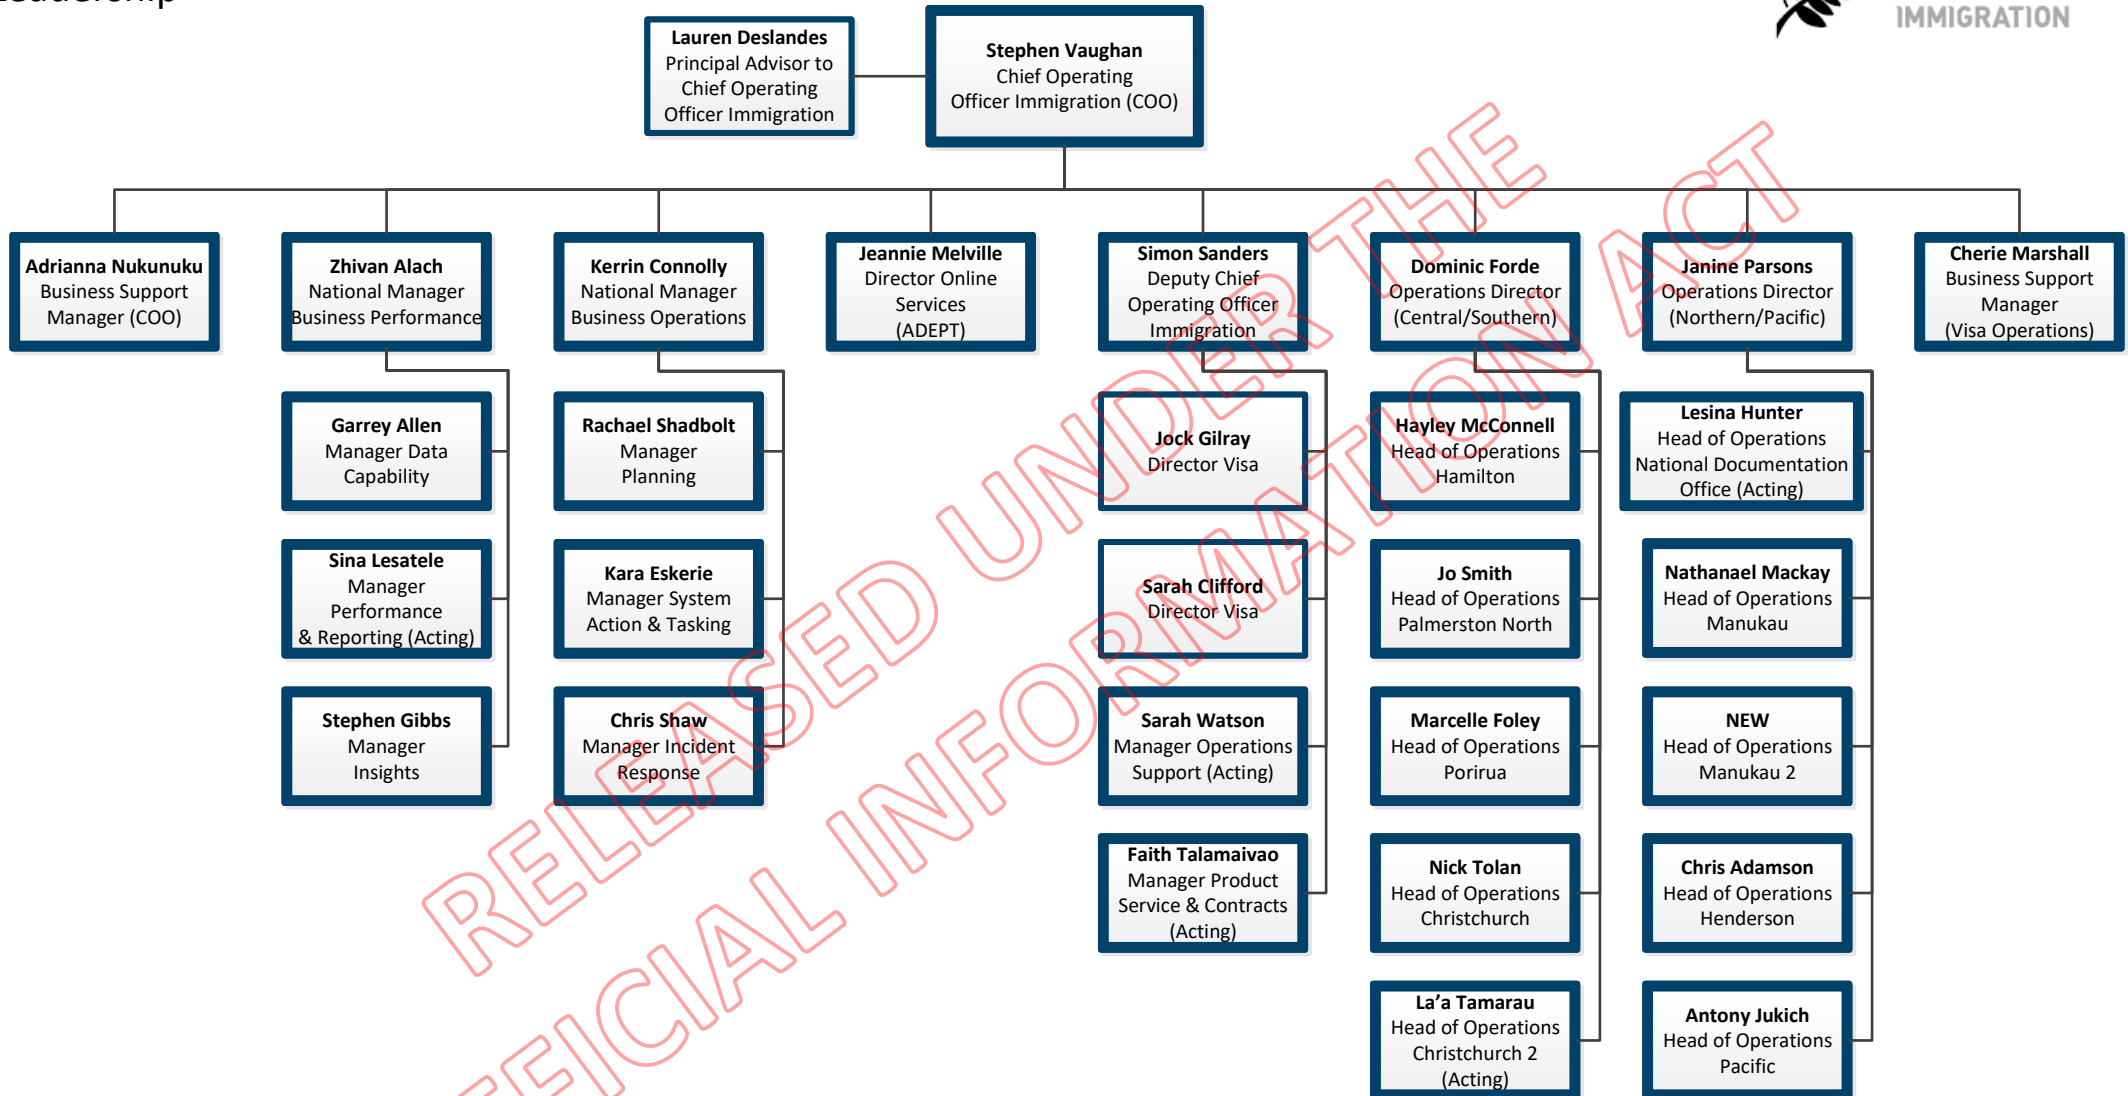 Leadership
IMMIGRATION
Lauren Deslandes
Principal Advisor to
Chief Operating
Officer Immigration
Stephen Vaughan
Chief Operating
Officer Immigration (COO)
Adrianna Nukunuku
Business Support
Manager (COO)
Zhivan Alach
National Manager
Business Performance
Kerrin Connolly
National Manager
Business Operations
Jeannie Melville
Director Online
Services
(ADEPT)
Simon Sanders
Deputy Chief
Operating Officer
Immigration
Dominic Forde
Operations Director
(Central/Southern)
Janine Parsons
Operations Director
(Northern/Pacific)
Cherie Marshall
Business Support
Manager
(Visa Operations)
Garrey Allen
Manager Data
Capability
Sina Lesatele
Manager
Performance
& Reporting (Acting)
Stephen Gibbs
Manager
Insights
Rachael Shadbolt
Manager
Planning
Kara Eskerie
Manager System
Action & Tasking
Chris Shaw
Manager Incident
Response
Jock Gilray
Director Visa
Sarah Clifford
Director Visa
Sarah Watson
Manager Operations
Support (Acting)
Faith Talamaivao
Manager Product
Service & Contracts
(Acting)
Hayley McConnell
Head of Operations
Hamilton
Jo Smith
Head of Operations
Palmerston North
Marcelle Foley
Head of Operations
Porirua
Nick Tolan
Head of Operations
Christchurch
La’a Tamarau
Head of Operations
Christchurch 2
(Acting)
Lesina Hunter
Head of Operations
National Documentation
Office (Acting)
Nathanael Mackay
Head of Operations
Manukau
NEW
Head of Operations
Manukau 2
Chris Adamson
Head of Operations
Henderson
Antony Jukich
Head of Operations
Pacific
RELEASED UNDER THE
OFFICIAL INFORMATION ACT